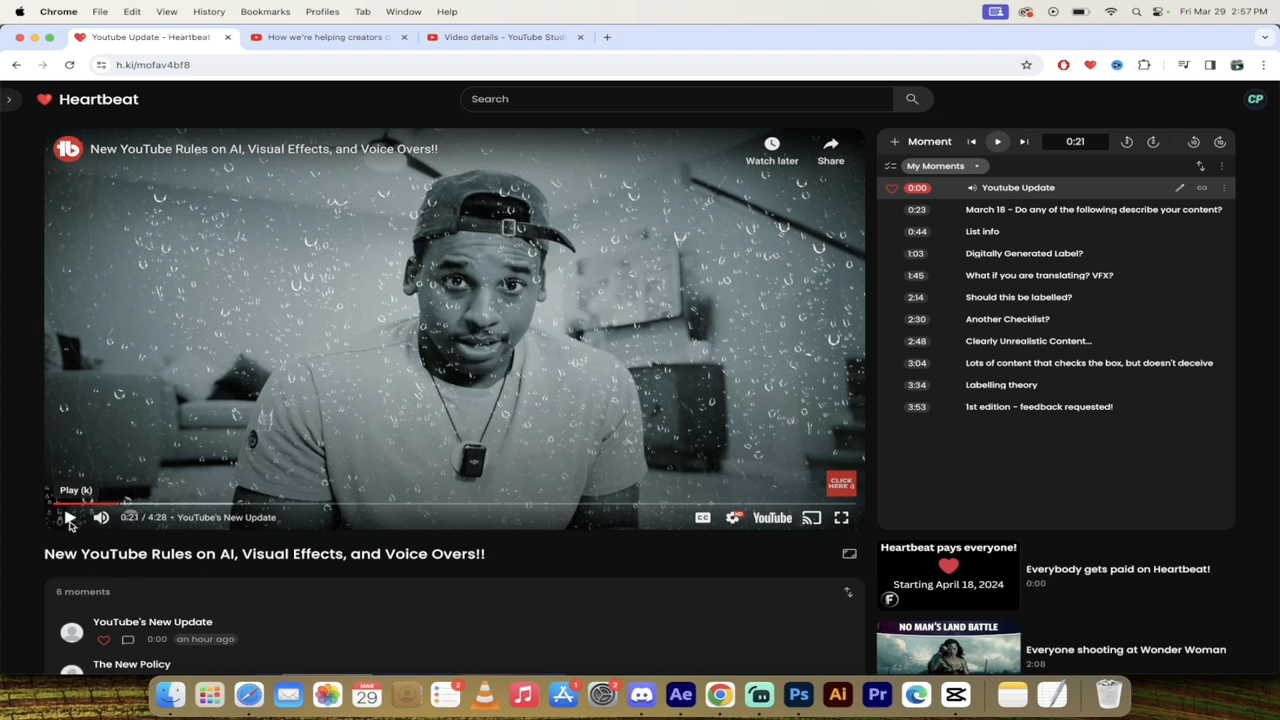 Chrome File Edit View History Bookmarks Profiles Tab Window Help Fri Mar 29 2:57 PM
Youtube Update - Heartbeat How we're helping creators d Video details - YouTube Studi
h.ki/mofav4bf8
Heartbeat Search CP
New YouTube Rules on AI, Visual Effects, and Voice Overs!!
Watch later Share
CLICK
HERE :)
Play (k)
0:21 / 4:28 • YouTube's New Update CC HD YouTube
+ Moment 0:21
My Moments
0:00 Youtube Update
0:23 March 18 - Do any of the following describe your content?
0:44 List info
1:03 Digitally Generated Label?
1:45 What if you are translating? VFX?
2:14 Should this be labelled?
2:30 Another Checklist?
2:48 Clearly Unrealistic Content...
3:04 Lots of content that checks the box, but doesn't deceive
3:34 Labelling theory
3:53 1st edition - feedback requested!
New YouTube Rules on AI, Visual Effects, and Voice Overs!!
6 moments
YouTube's New Update
0:00 an hour ago
The New Policy
Heartbeat pays everyone!
Starting April 18, 2024
F
Everybody gets paid on Heartbeat!
0:00
NO MAN'S LAND BATTLE
Everyone shooting at Wonder Woman
2:08
MAR
29
2
1
2
Ae
Ps
Ai
Pr